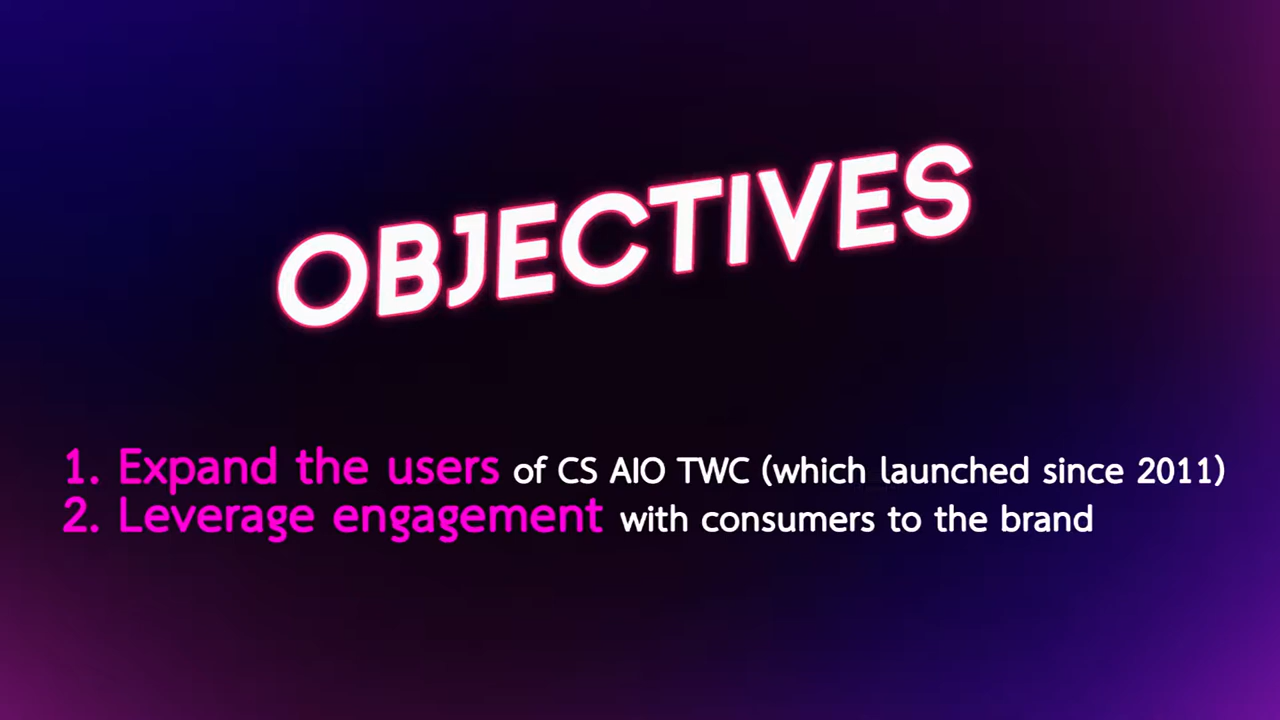 OBJECTIVES
1. Expand the users of CS AIO TWC (which launched since 2011)
2. Leverage engagement with consumers to the brand